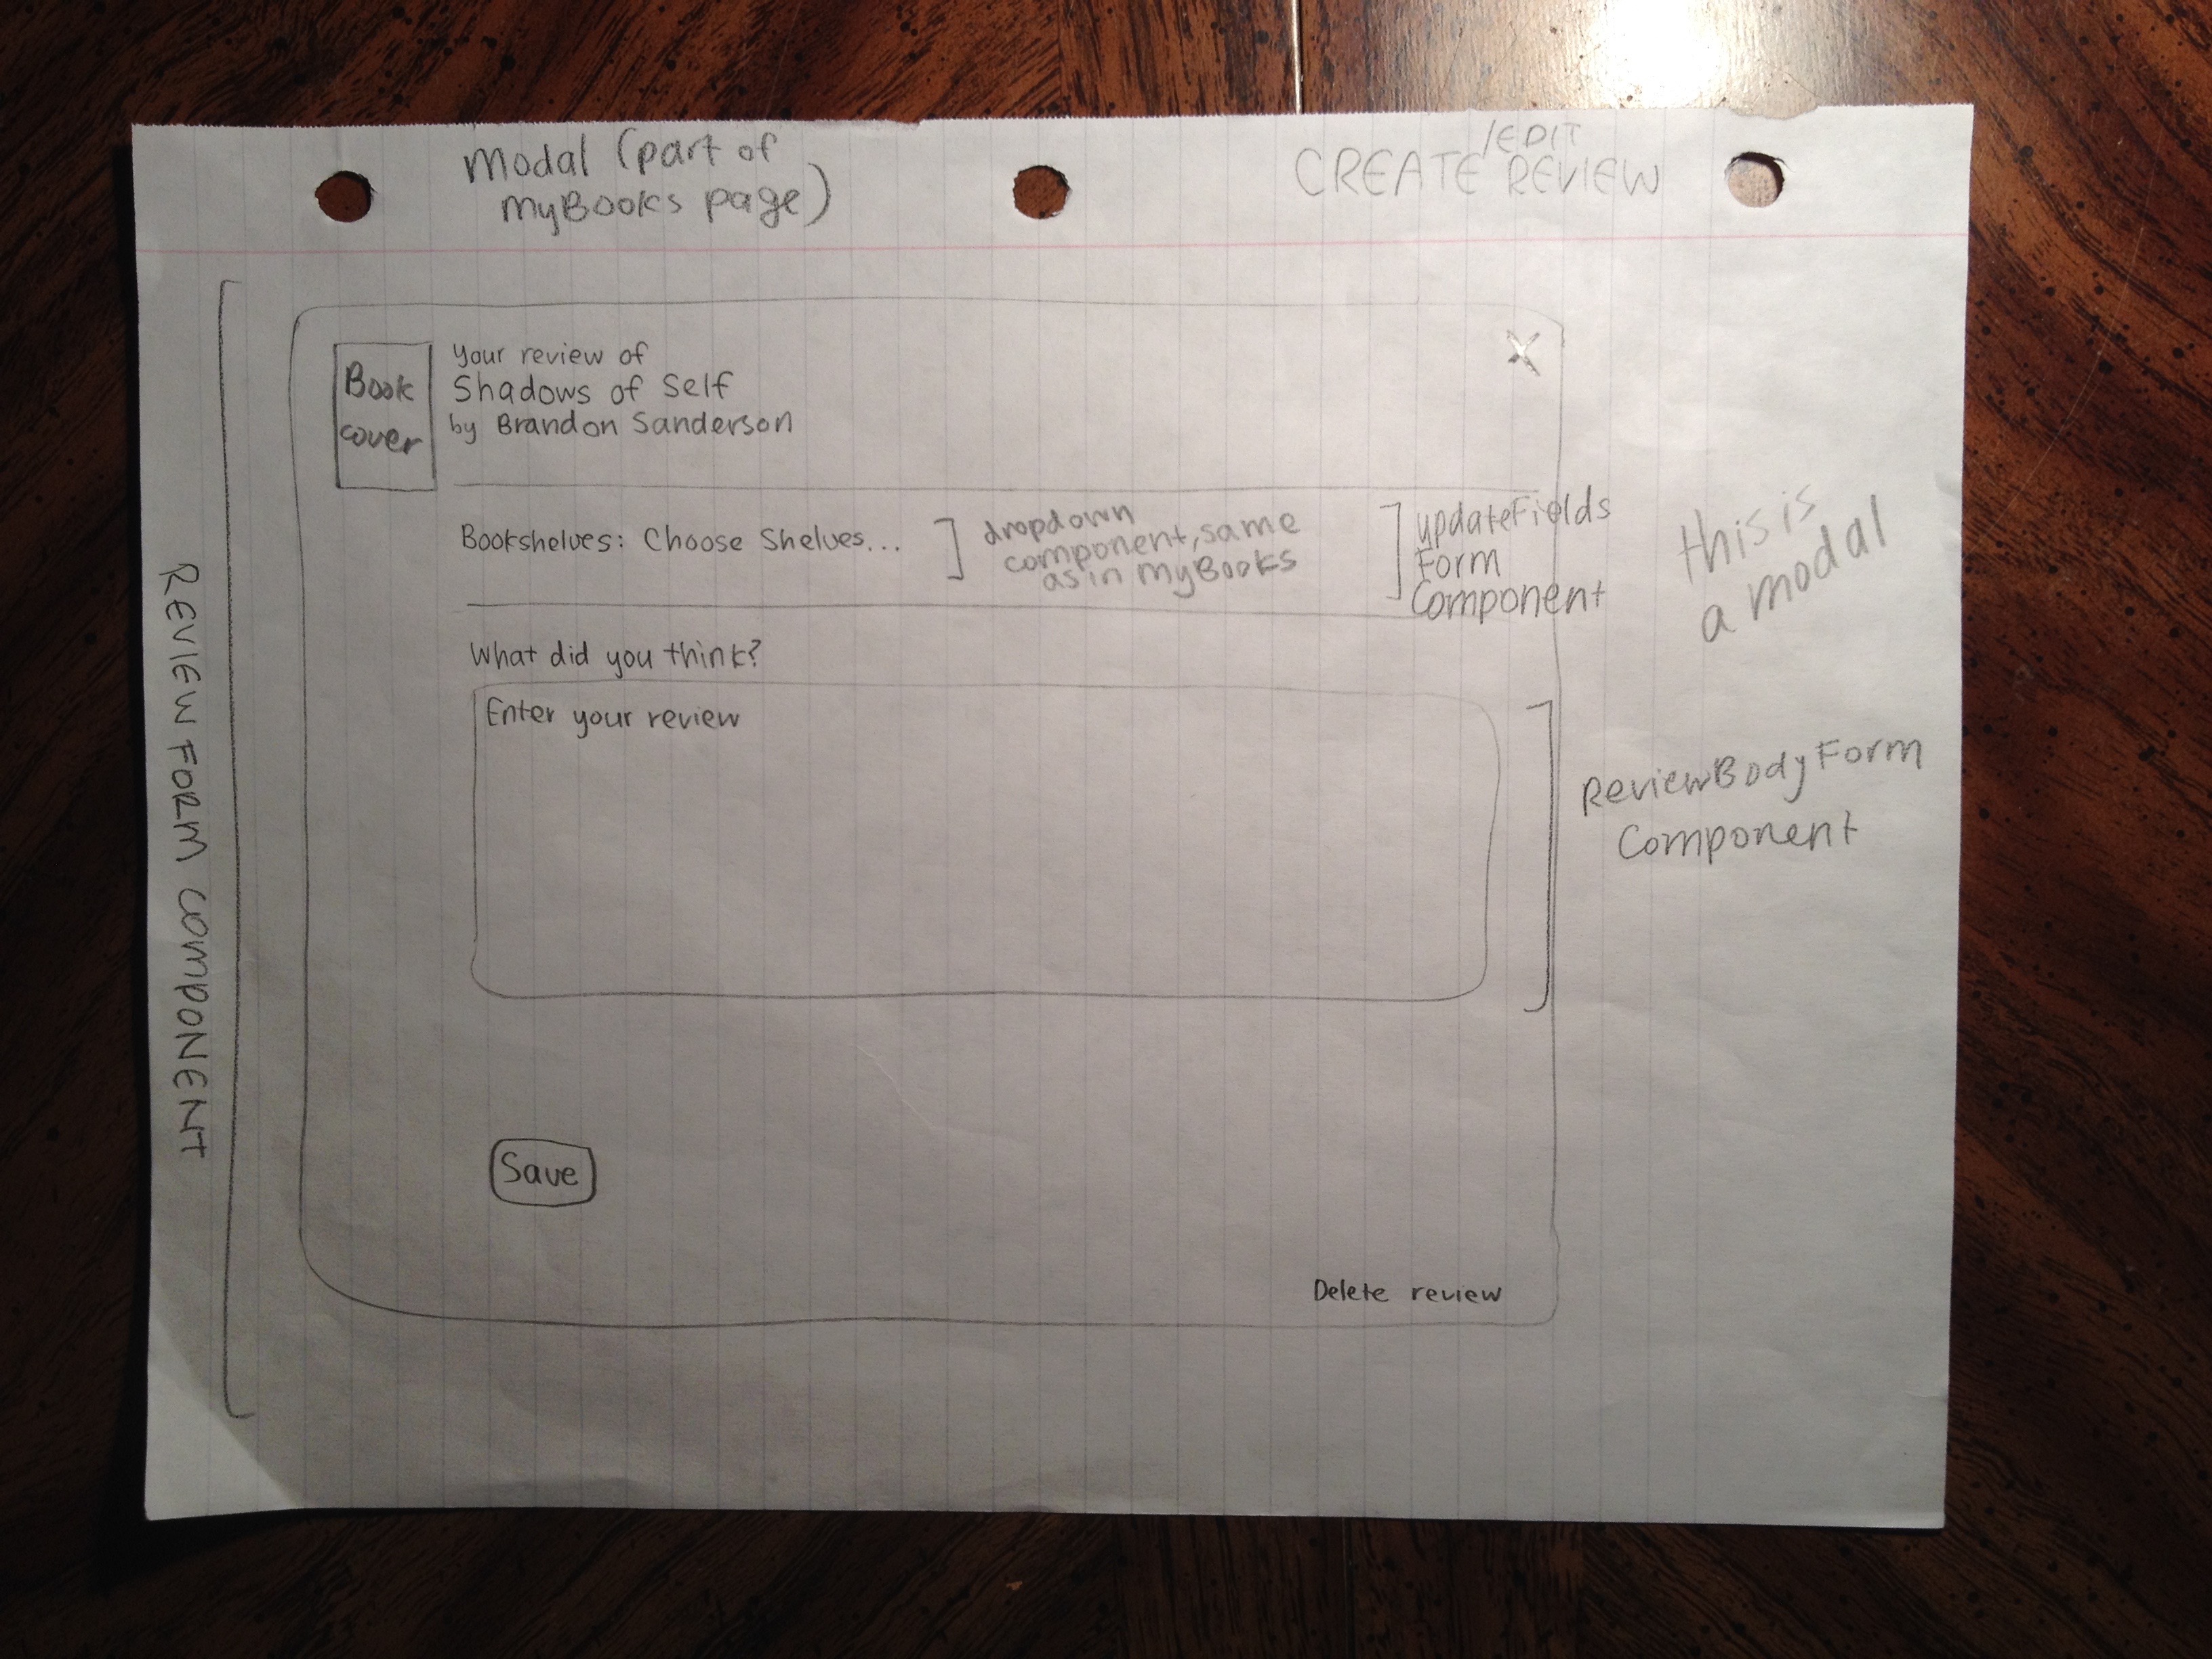 Modal (part of
MyBooks page)
/EDIT
CREATE REVIEW
REVIEW FORM COMPONENT
Book
cover
Your review of
Shadows of Self
by Brandon Sanderson
X
Bookshelves: Choose Shelves...
dropdown
component, same
as in MyBooks
updateFields
Form
Component
this is
a modal
What did you think?
Enter your review
ReviewBodyForm
Component
Save
Delete review